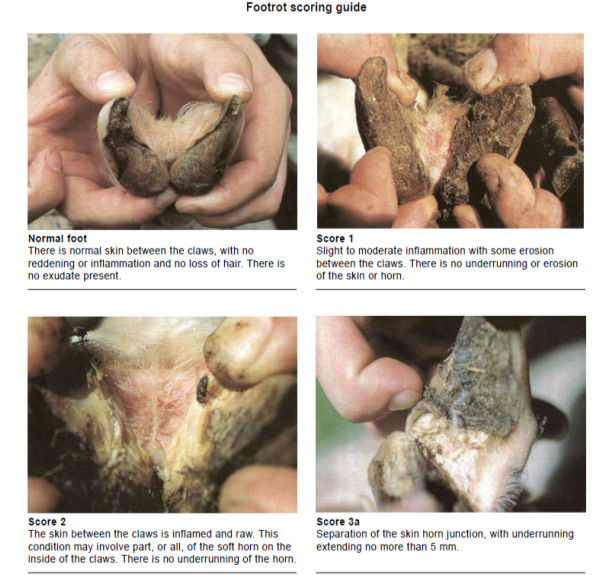 Footrot scoring guide
Normal foot
There is normal skin between the claws, with no
reddening or inflammation and no loss of hair. There is
no exudate present.
Score 1
Slight to moderate inflammation with some erosion
between the claws. There is no underrunning or erosion
of the skin or horn.
Score 2
The skin between the claws is inflamed and raw. This
condition may involve part, or all, of the soft horn on the
inside of the claws. There is no underrunning of the horn.
Score 3a
Separation of the skin horn junction, with underrunning
extending no more than 5 mm.